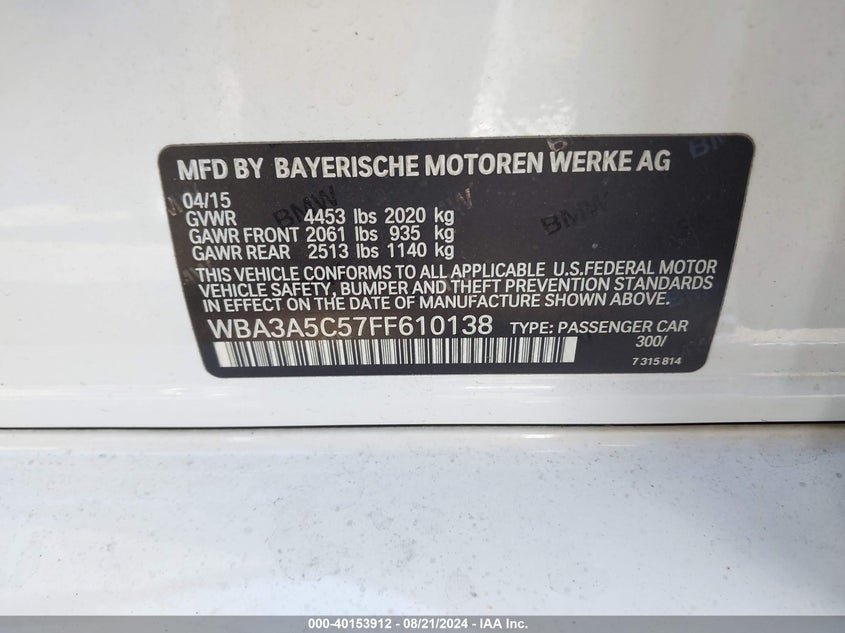 MFD BY BAYERISCHE MOTOREN WERKE AG
04/15
GVWR 4453 lbs 2020 kg
GAWR FRONT 2061 lbs 935 kg
GAWR REAR 2513 lbs 1140 kg
THIS VEHICLE CONFORMS TO ALL APPLICABLE U.S.FEDERAL MOTOR
VEHICLE SAFETY, BUMPER AND THEFT PREVENTION STANDARDS
IN EFFECT ON THE DATE OF MANUFACTURE SHOWN ABOVE.
WBA3A5C57FF610138 TYPE: PASSENGER CAR
300/
7 315 814
BMW
BMW
BMW
000-40153912 - 08/21/2024 - IAA Inc.